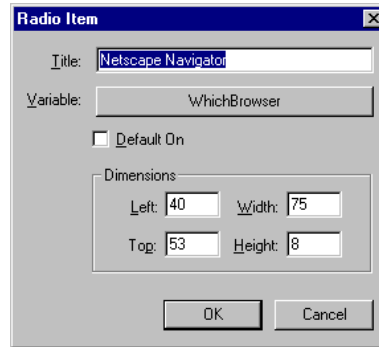 Radio Item
Title: Netscape Navigator
Variable: WhichBrowser
Default On
Dimensions
Left: 40 Width: 75
Top: 53 Height: 8
OK Cancel